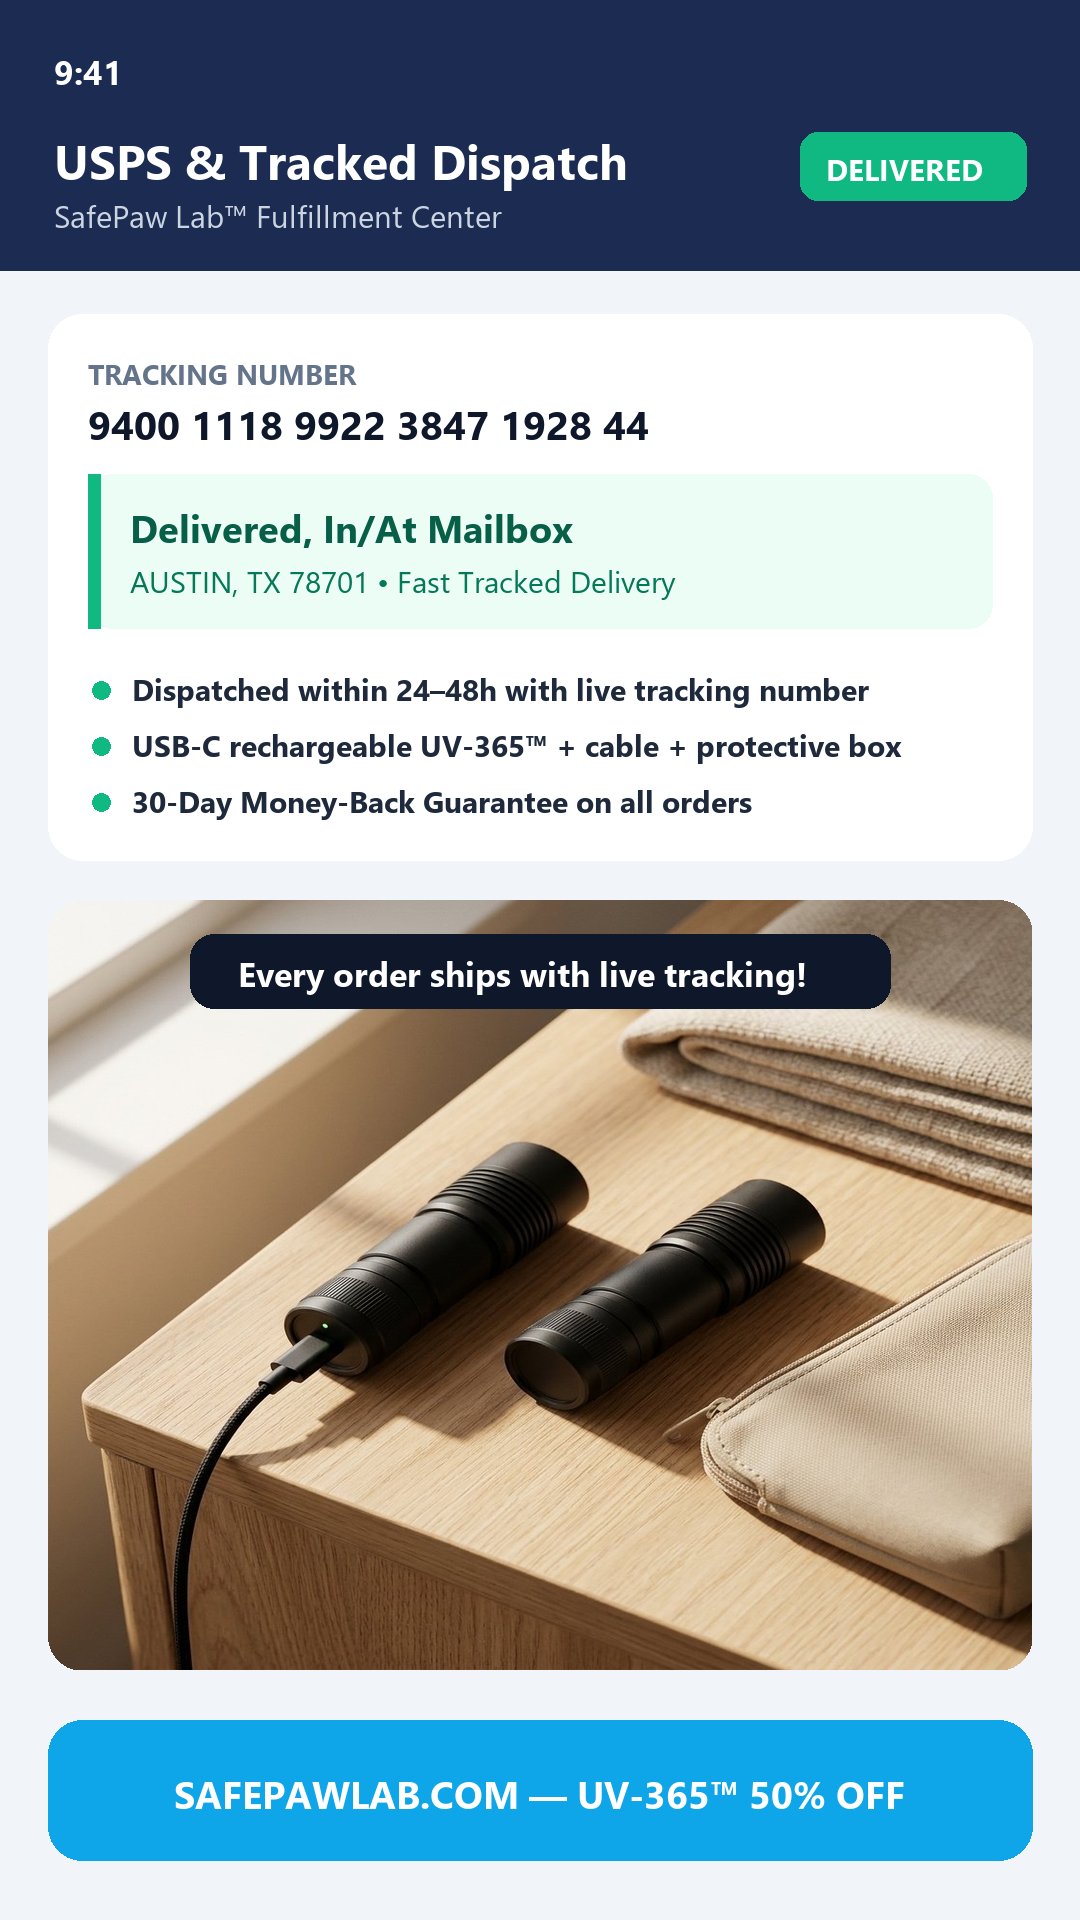 9:41
USPS & Tracked Dispatch
DELIVERED
SafePaw Lab™ Fulfillment Center
TRACKING NUMBER
9400 1118 9922 3847 1928 44
Delivered, In/At Mailbox
AUSTIN, TX 78701 • Fast Tracked Delivery
Dispatched within 24–48h with live tracking number
USB-C rechargeable UV-365™ + cable + protective box
30-Day Money-Back Guarantee on all orders
Every order ships with live tracking!
SAFEPAWLAB.COM — UV-365™ 50% OFF